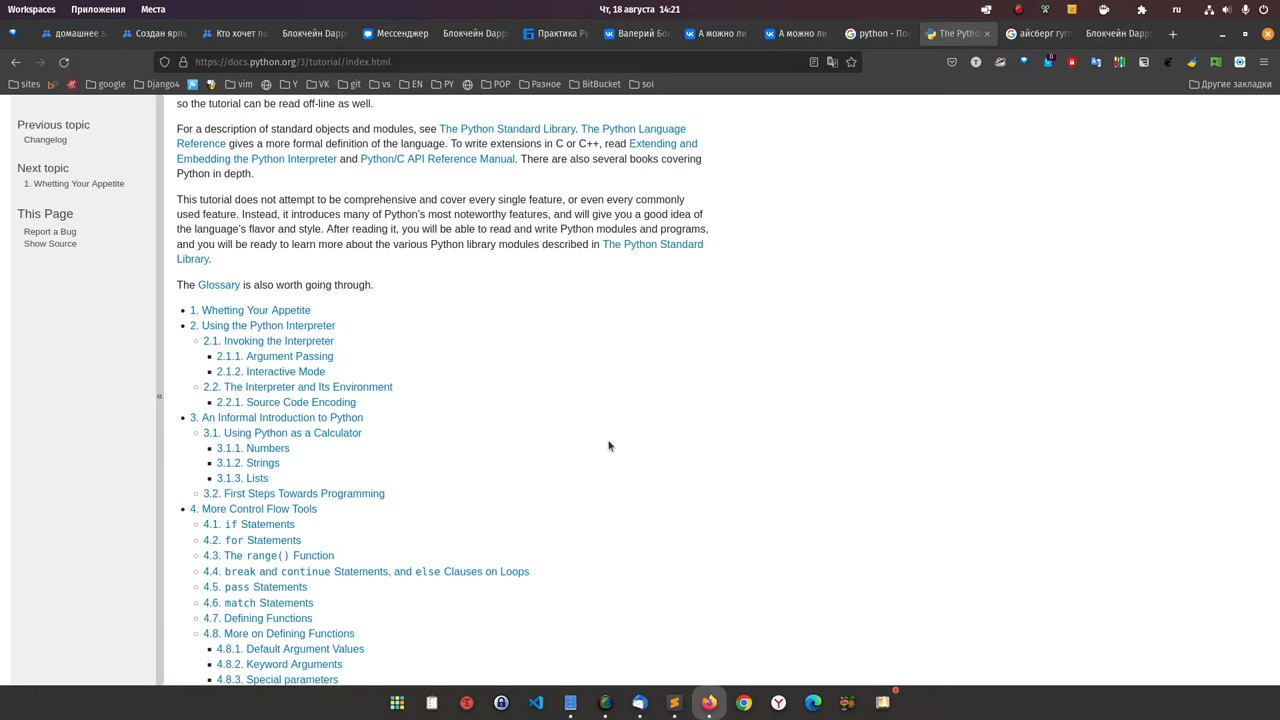 Workspaces Приложения Места Чт, 18 августа 14:21 ru
домашнее з Создан ярл Кто хочет по Блокчейн Dapp Мессенджер Блокчейн Dapp Практика Ру Валерий Бо А можно ли А можно ли python - По The Pytho айсберг гугл Блокчейн Dapp
https://docs.python.org/3/tutorial/index.html
sites google Django4 vim Y VK git vs EN PY POP Разное BitBucket sol Другие закладки
so the tutorial can be read off-line as well.
Previous topic
Changelog
Next topic
1. Whetting Your Appetite
This Page
Report a Bug
Show Source
«
For a description of standard objects and modules, see The Python Standard Library. The Python Language
Reference gives a more formal definition of the language. To write extensions in C or C++, read Extending and
Embedding the Python Interpreter and Python/C API Reference Manual. There are also several books covering
Python in depth.
This tutorial does not attempt to be comprehensive and cover every single feature, or even every commonly
used feature. Instead, it introduces many of Python's most noteworthy features, and will give you a good idea of
the language's flavor and style. After reading it, you will be able to read and write Python modules and programs,
and you will be ready to learn more about the various Python library modules described in The Python Standard
Library.
The Glossary is also worth going through.
1. Whetting Your Appetite
2. Using the Python Interpreter
2.1. Invoking the Interpreter
2.1.1. Argument Passing
2.1.2. Interactive Mode
2.2. The Interpreter and Its Environment
2.2.1. Source Code Encoding
3. An Informal Introduction to Python
3.1. Using Python as a Calculator
3.1.1. Numbers
3.1.2. Strings
3.1.3. Lists
3.2. First Steps Towards Programming
4. More Control Flow Tools
4.1. if Statements
4.2. for Statements
4.3. The range() Function
4.4. break and continue Statements, and else Clauses on Loops
4.5. pass Statements
4.6. match Statements
4.7. Defining Functions
4.8. More on Defining Functions
4.8.1. Default Argument Values
4.8.2. Keyword Arguments
4.8.3. Special parameters